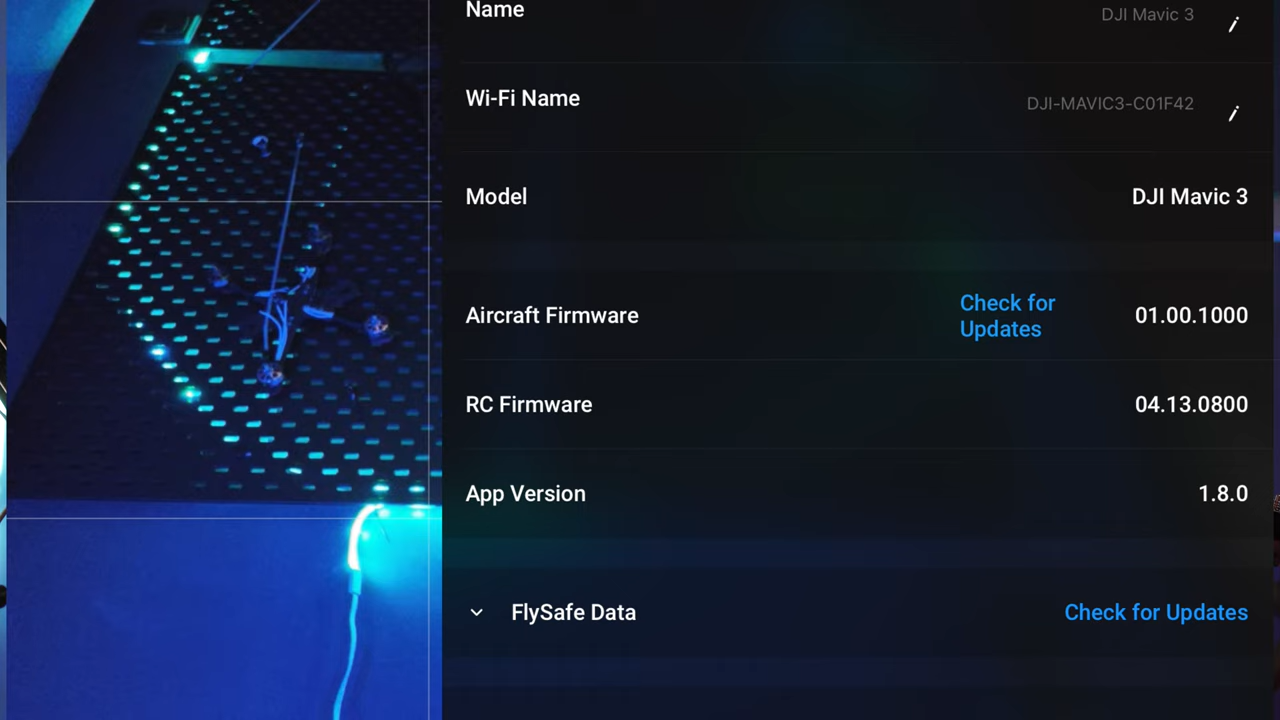 Name
DJI Mavic 3
Wi-Fi Name
DJI-MAVIC3-C01F42
Model
DJI Mavic 3
Aircraft Firmware
Check for
Updates
01.00.1000
RC Firmware
04.13.0800
App Version
1.8.0
FlySafe Data
Check for Updates